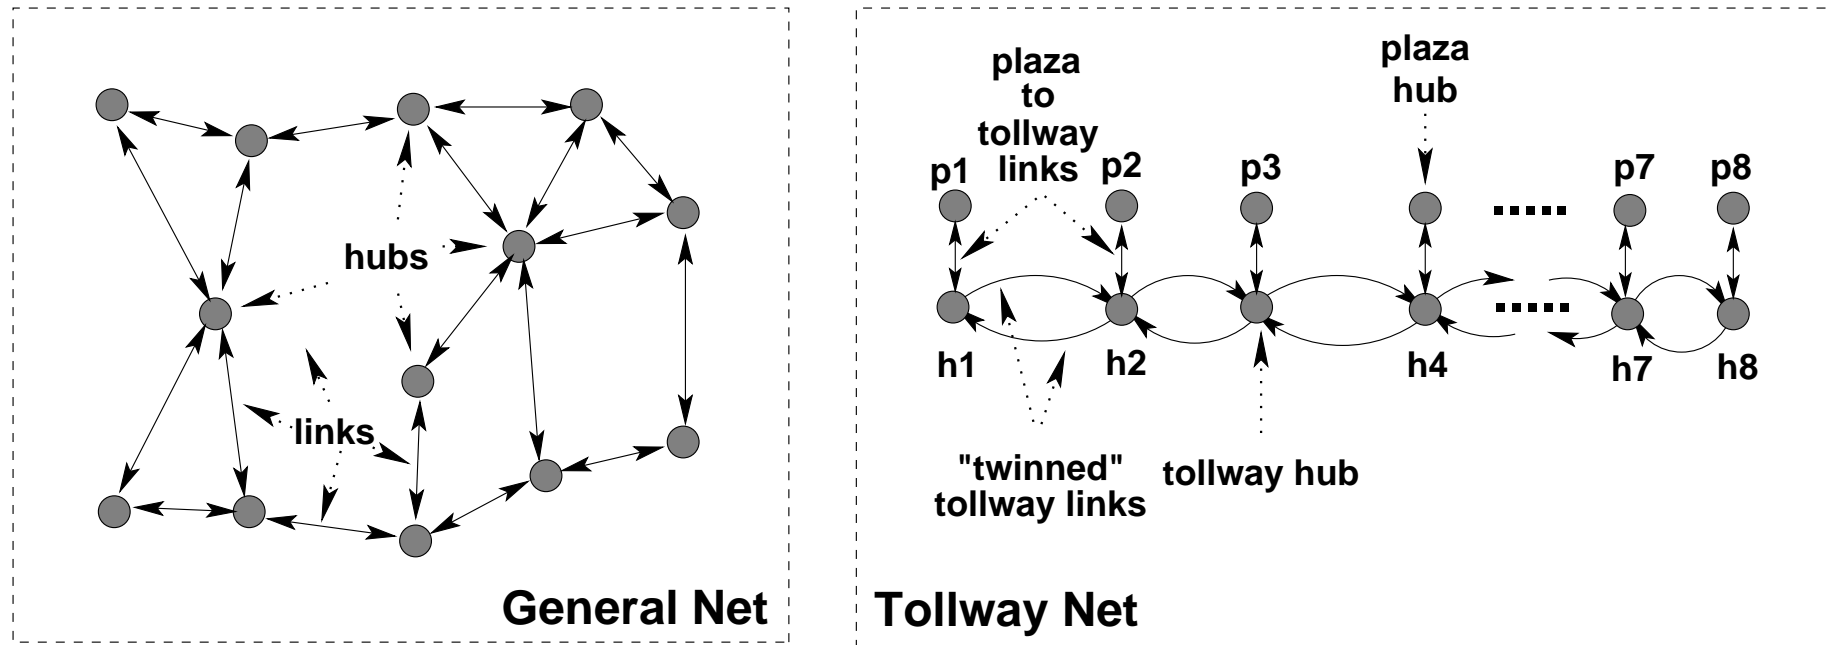 hubs
links
General Net
plaza
to
tollway
links
plaza
hub
p1
p2
p3
p7
p8
h1
h2
h4
h7
h8
"twinned"
tollway links
tollway hub
Tollway Net